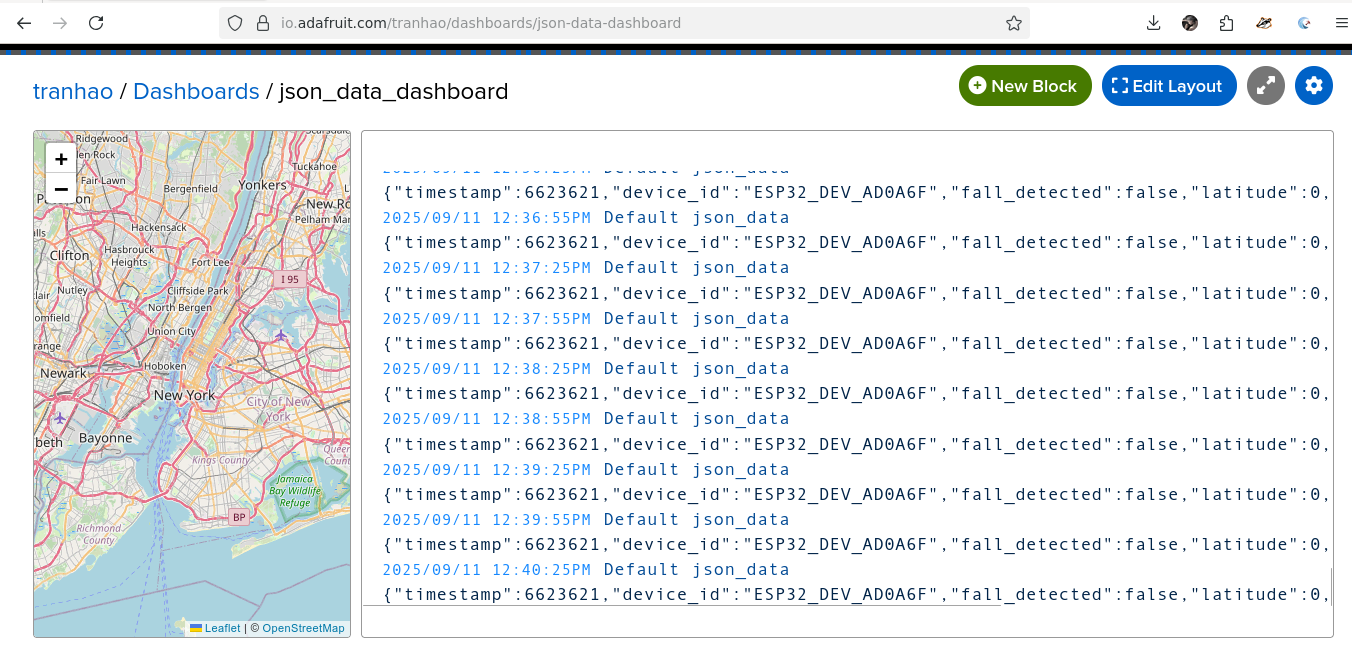 io.adafruit.com/tranhao/dashboards/json-data-dashboard
tranhao / Dashboards / json_data_dashboard
New Block
Edit Layout
+
−
Ridgewood
Tuckahoe
Fair Lawn
Bergenfield
Yonkers
Pelham
Hackensack
Hasbrouck
Heights
Clifton
Fort Lee
I 95
Nutley
Cliffside Park
North Bergen
Union City
Hoboken
Newark
New York
City of New
York
Bayonne
Kings County
Jamaica
Bay Wildlife
Refuge
BP
Richmond
County
Leaflet | © OpenStreetMap
{"timestamp":6623621,"device_id":"ESP32_DEV_AD0A6F","fall_detected":false,"latitude":0,
2025/09/11 12:36:55PM Default json_data
{"timestamp":6623621,"device_id":"ESP32_DEV_AD0A6F","fall_detected":false,"latitude":0,
2025/09/11 12:37:25PM Default json_data
{"timestamp":6623621,"device_id":"ESP32_DEV_AD0A6F","fall_detected":false,"latitude":0,
2025/09/11 12:37:55PM Default json_data
{"timestamp":6623621,"device_id":"ESP32_DEV_AD0A6F","fall_detected":false,"latitude":0,
2025/09/11 12:38:25PM Default json_data
{"timestamp":6623621,"device_id":"ESP32_DEV_AD0A6F","fall_detected":false,"latitude":0,
2025/09/11 12:38:55PM Default json_data
{"timestamp":6623621,"device_id":"ESP32_DEV_AD0A6F","fall_detected":false,"latitude":0,
2025/09/11 12:39:25PM Default json_data
{"timestamp":6623621,"device_id":"ESP32_DEV_AD0A6F","fall_detected":false,"latitude":0,
2025/09/11 12:39:55PM Default json_data
{"timestamp":6623621,"device_id":"ESP32_DEV_AD0A6F","fall_detected":false,"latitude":0,
2025/09/11 12:40:25PM Default json_data
{"timestamp":6623621,"device_id":"ESP32_DEV_AD0A6F","fall_detected":false,"latitude":0,